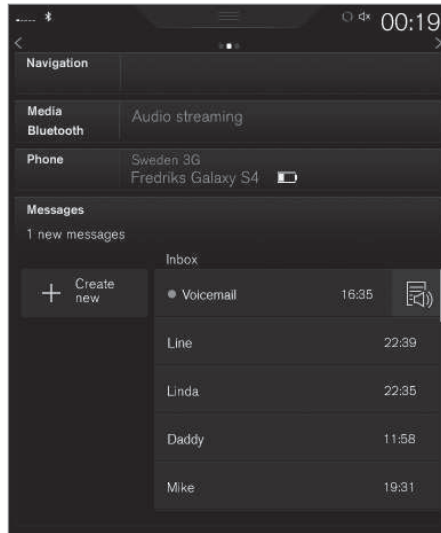 00:19
Navigation
Media
Bluetooth
Audio streaming
Phone
Sweden 3G
Fredriks Galaxy S4
Messages
1 new messages
Inbox
Create
new
Voicemail 16:35
Line 22:39
Linda 22:35
Daddy 11:58
Mike 19:31